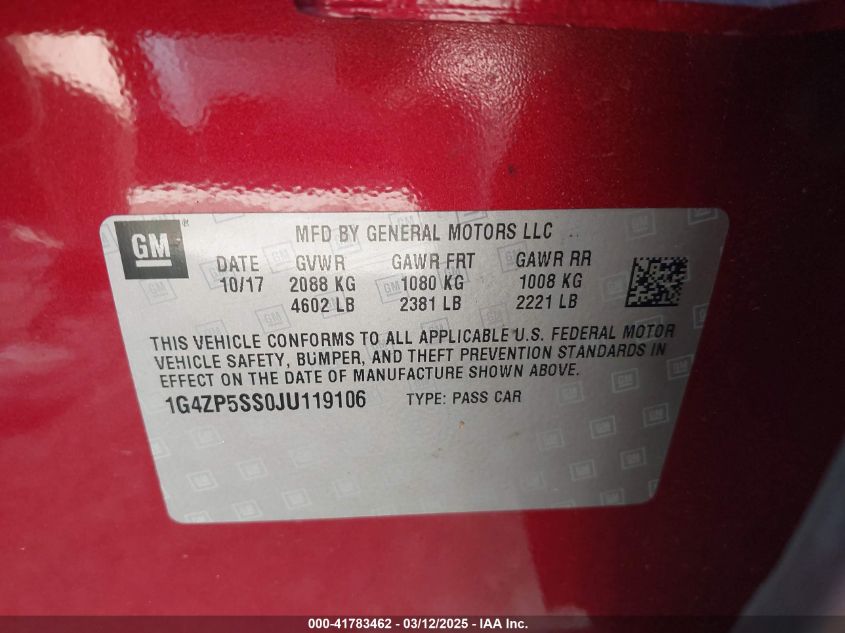 GM
MFD BY GENERAL MOTORS LLC
DATE GVWR GAWR FRT GAWR RR
10/17 2088 KG 1080 KG 1008 KG
4602 LB 2381 LB 2221 LB
THIS VEHICLE CONFORMS TO ALL APPLICABLE U.S. FEDERAL MOTOR
VEHICLE SAFETY, BUMPER, AND THEFT PREVENTION STANDARDS IN
EFFECT ON THE DATE OF MANUFACTURE SHOWN ABOVE.
1G4ZP5SS0JU119106 TYPE: PASS CAR
000-41783462 - 03/12/2025 - IAA Inc.